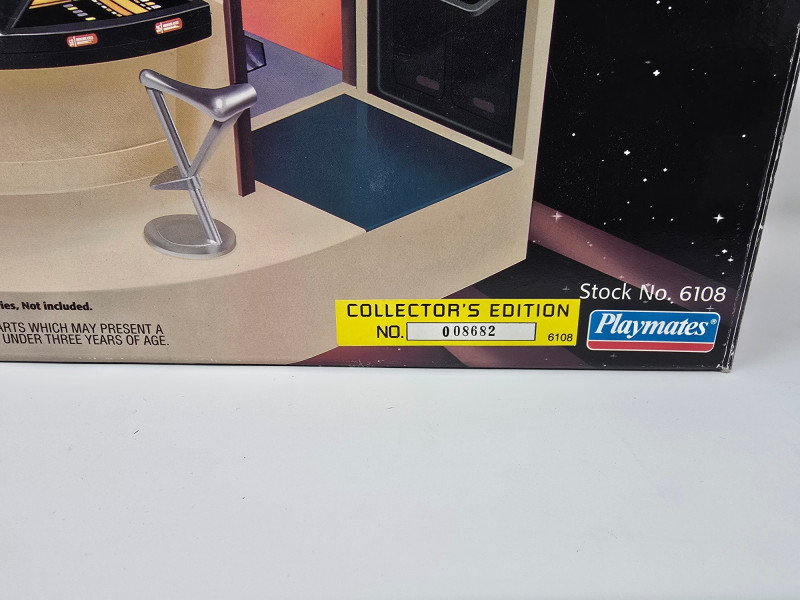 ies, Not included.
ARTS WHICH MAY PRESENT A
UNDER THREE YEARS OF AGE.
COLLECTOR'S EDITION
NO. 008682
6108
Stock No. 6108
Playmates®